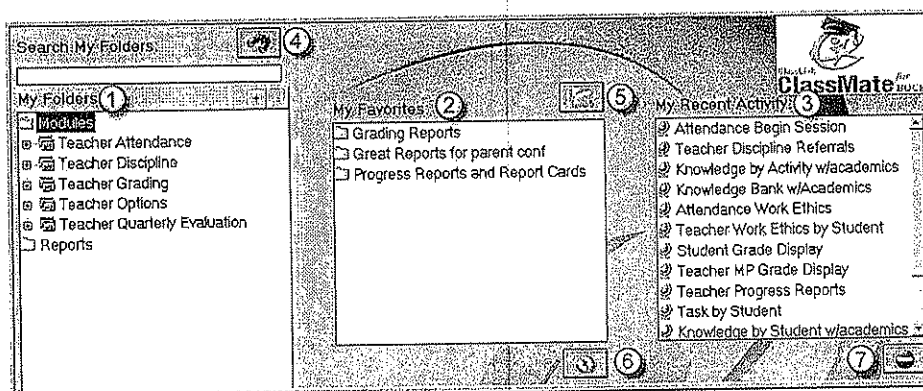 Search My Folders:
4
My Folders 1
Modules
Teacher Attendance
Teacher Discipline
Teacher Grading
Teacher Options
Teacher Quarterly Evaluation
Reports
My Favorites 2
5
Grading Reports
Great Reports for parent conf
Progress Reports and Report Cards
6
ClassMate for
My Recent Activity 3
Attendance Begin Session
Teacher Discipline Referrals
Knowledge by Activity w/academics
Knowledge Bank w/Academics
Attendance Work Ethics
Teacher Work Ethics by Student
Student Grade Display
Teacher MP Grade Display
Teacher Progress Reports
Task by Student
Knowledge by Student w/academics
7